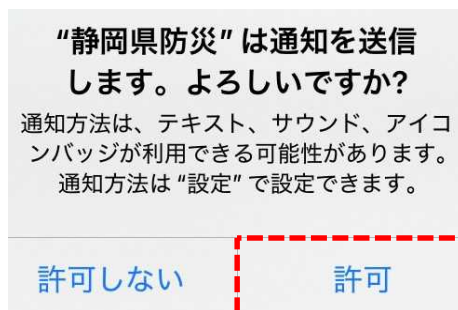 “静岡県防災”は通知を送信
します。よろしいですか?
通知方法は、テキスト、サウンド、アイコ
ンバッジが利用できる可能性があります。
通知方法は“設定”で設定できます。
許可しない
許可